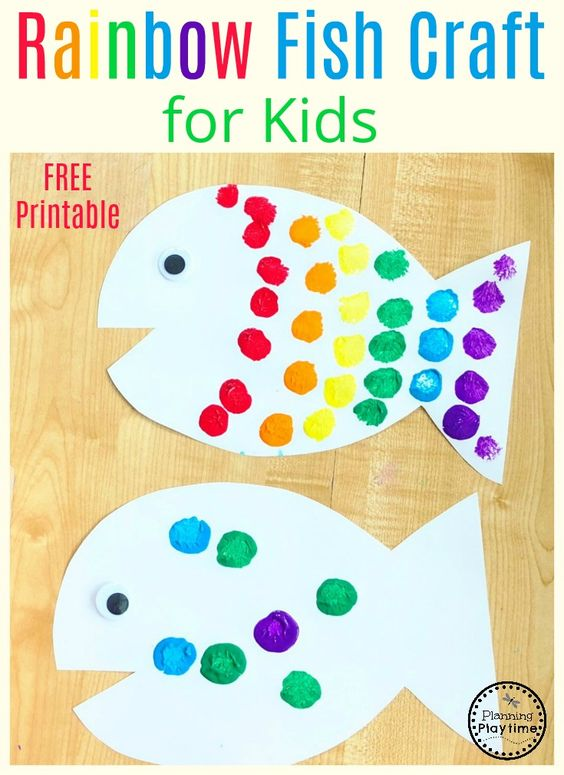 Rainbow Fish Craft
for Kids
FREE
Printable
Planning
Playtime